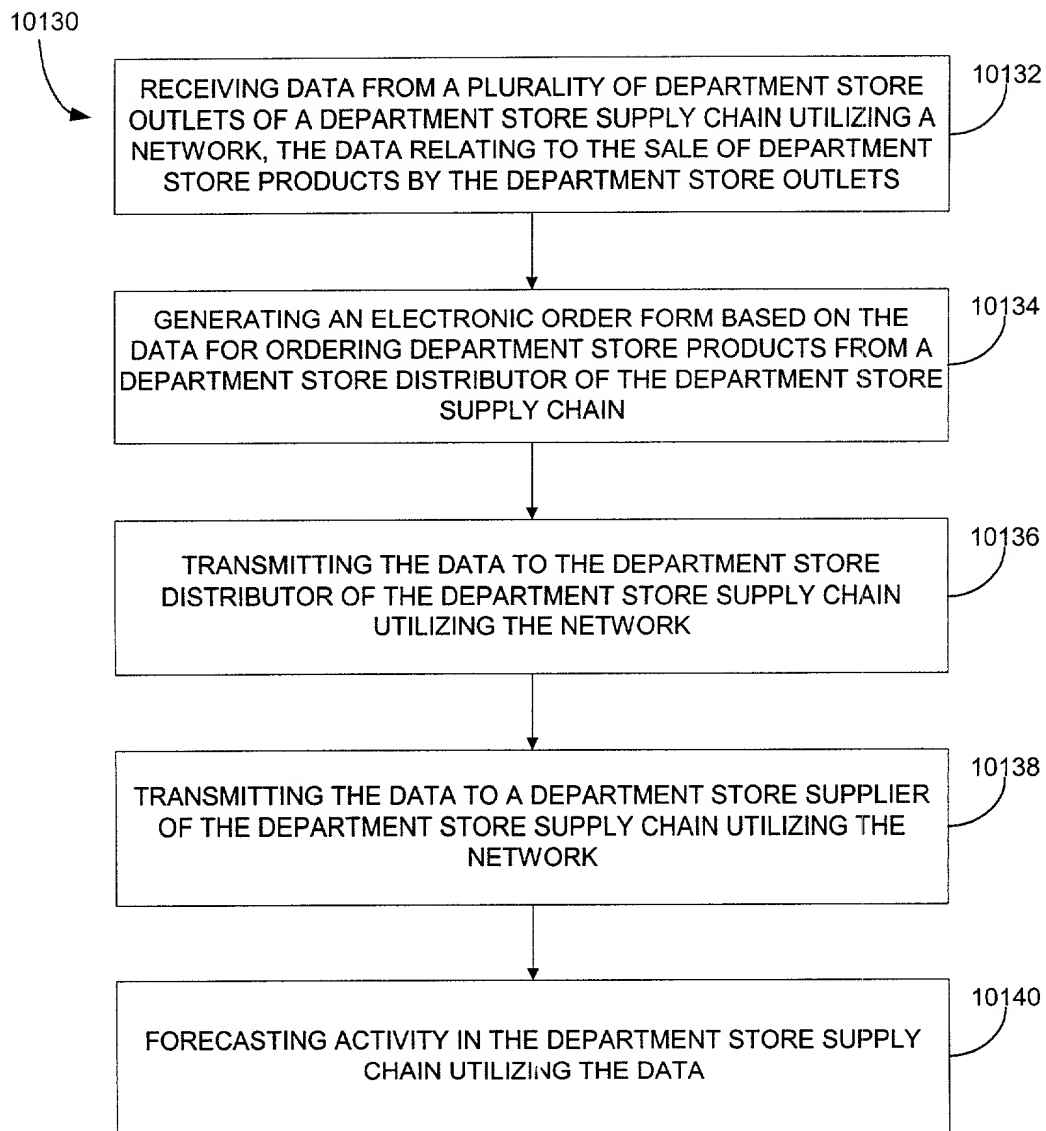 10130
10132
RECEIVING DATA FROM A PLURALITY OF DEPARTMENT STORE
OUTLETS OF A DEPARTMENT STORE SUPPLY CHAIN UTILIZING A
NETWORK, THE DATA RELATING TO THE SALE OF DEPARTMENT
STORE PRODUCTS BY THE DEPARTMENT STORE OUTLETS
10134
GENERATING AN ELECTRONIC ORDER FORM BASED ON THE
DATA FOR ORDERING DEPARTMENT STORE PRODUCTS FROM A
DEPARTMENT STORE DISTRIBUTOR OF THE DEPARTMENT STORE
SUPPLY CHAIN
10136
TRANSMITTING THE DATA TO THE DEPARTMENT STORE
DISTRIBUTOR OF THE DEPARTMENT STORE SUPPLY CHAIN
UTILIZING THE NETWORK
10138
TRANSMITTING THE DATA TO A DEPARTMENT STORE SUPPLIER
OF THE DEPARTMENT STORE SUPPLY CHAIN UTILIZING THE
NETWORK
10140
FORECASTING ACTIVITY IN THE DEPARTMENT STORE SUPPLY
CHAIN UTILIZING THE DATA